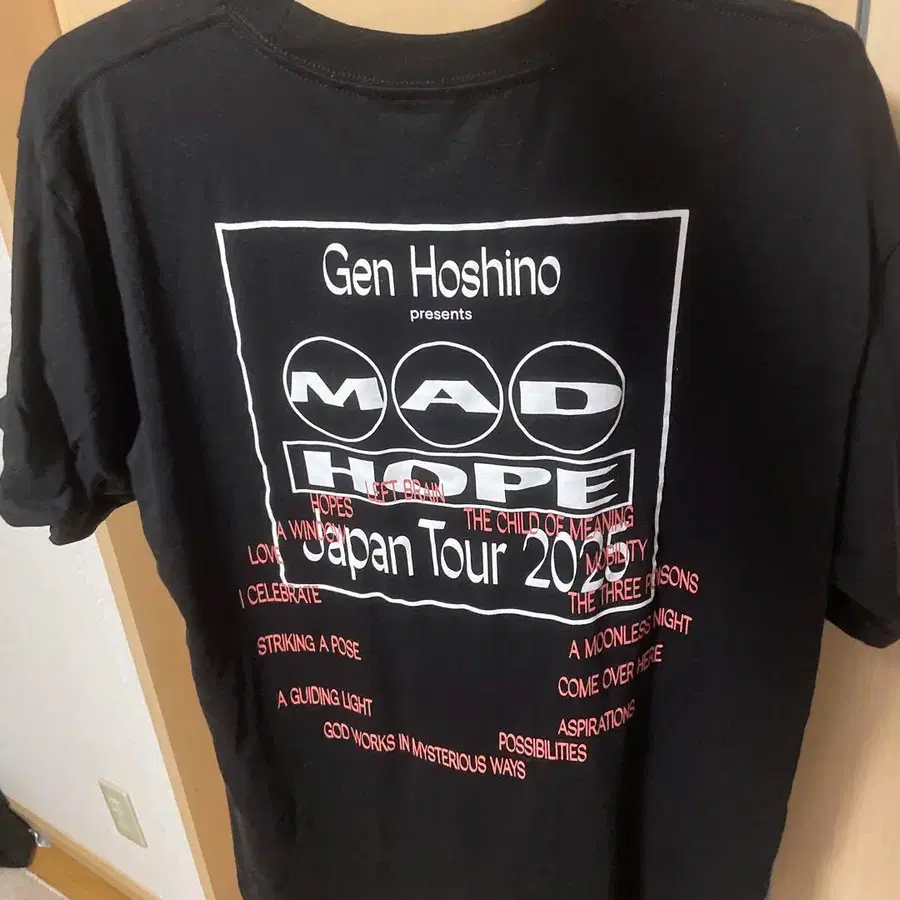 Gen Hoshino
presents
MAD
HOPE
Japan Tour 2025
LEFT BRAIN
HOPES
THE CHILD OF MEANING
A WINDOW
MOBILITY
LOVE
THE THREE POISONS
I CELEBRATE
A MOONLESS NIGHT
STRIKING A POSE
COME OVER HERE
A GUIDING LIGHT
ASPIRATIONS
POSSIBILITIES
GOD WORKS IN MYSTERIOUS WAYS